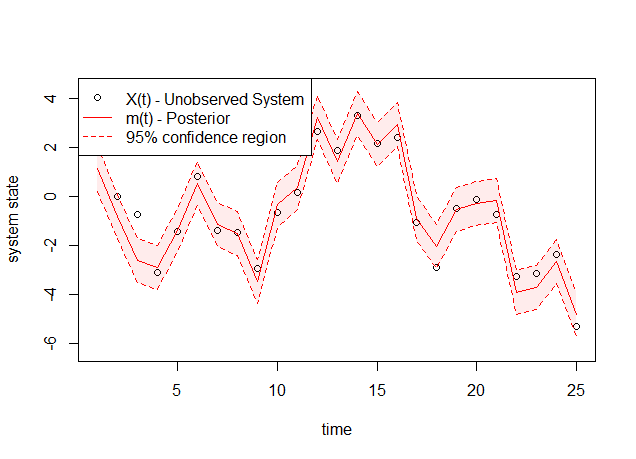 X(t) - Unobserved System
m(t) - Posterior
95% confidence region
4
2
0
-2
-4
-6
system state
5
10
15
20
25
time